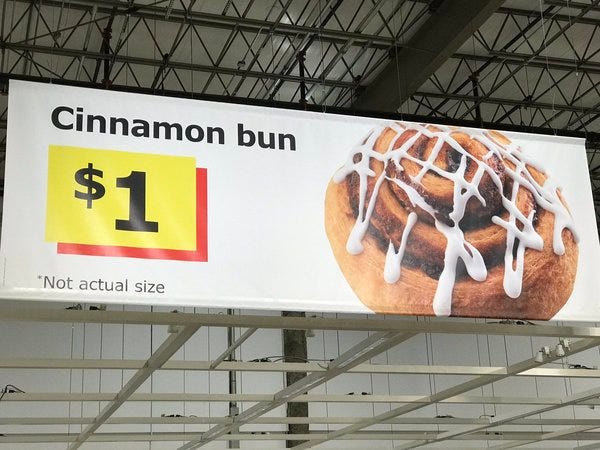 Cinnamon bun
$1
*Not actual size